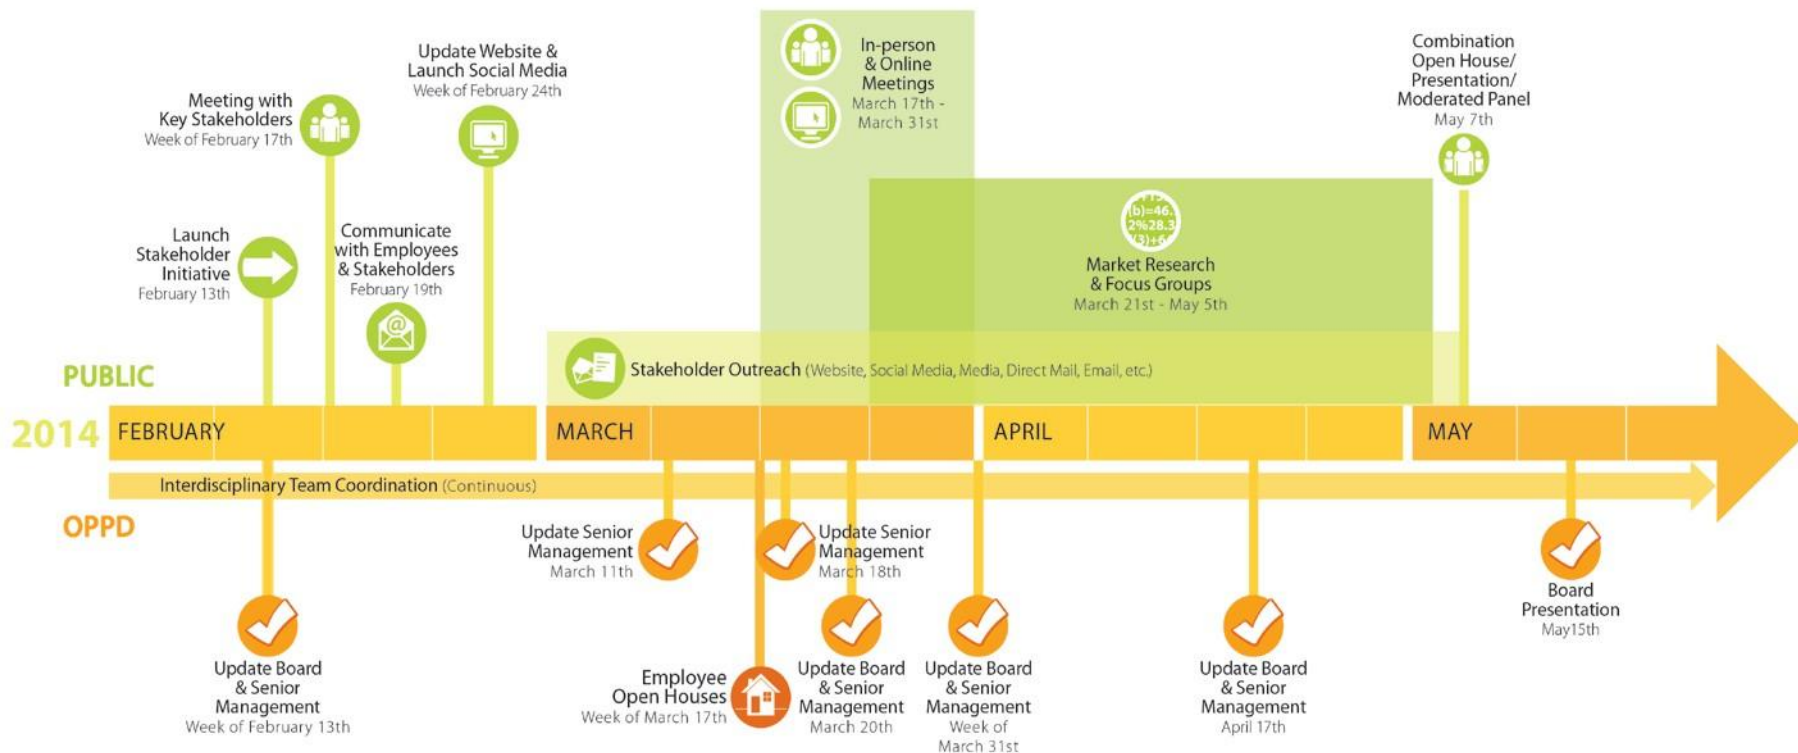 Update Website &
Launch Social Media
Week of February 24th
Meeting with
Key Stakeholders
Week of February 17th
Launch
Stakeholder
Initiative
February 13th
Communicate
with Employees
& Stakeholders
February 19th
In-person
& Online
Meetings
March 17th -
March 31st
Combination
Open House/
Presentation/
Moderated Panel
May 7th
(b)=46.
2%28.3
(3)+6
Market Research
& Focus Groups
March 21st - May 5th
@
Stakeholder Outreach (Website, Social Media, Media, Direct Mail, Email, etc.)
PUBLIC
2014 FEBRUARY MARCH APRIL MAY
Interdisciplinary Team Coordination (Continuous)
OPPD
Update Board
& Senior
Management
Week of February 13th
Update Senior
Management
March 11th
Employee
Open Houses
Week of March 17th
Update Senior
Management
March 18th
Update Board
& Senior
Management
March 20th
Update Board
& Senior
Management
Week of
March 31st
Update Board
& Senior
Management
April 17th
Board
Presentation
May15th